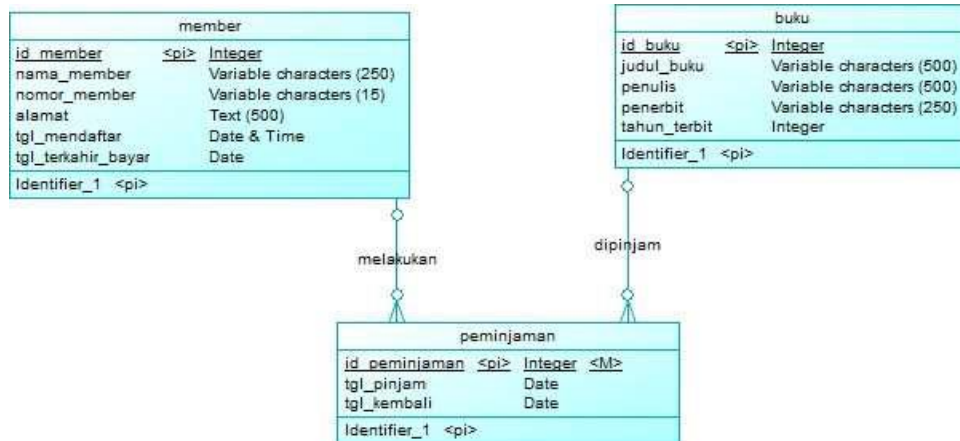 member
id_member <pi> Integer
nama_member Variable characters (250)
nomor_member Variable characters (15)
alamat Text (500)
tgl_mendaftar Date & Time
tgl_terkahir_bayar Date
Identifier_1 <pi>
buku
id_buku <pi> Integer
judul_buku Variable characters (500)
penulis Variable characters (500)
penerbit Variable characters (250)
tahun_terbit Integer
Identifier_1 <pi>
melakukan
dipinjam
peminjaman
id_peminjaman <pi> Integer <M>
tgl_pinjam Date
tgl_kembali Date
Identifier_1 <pi>